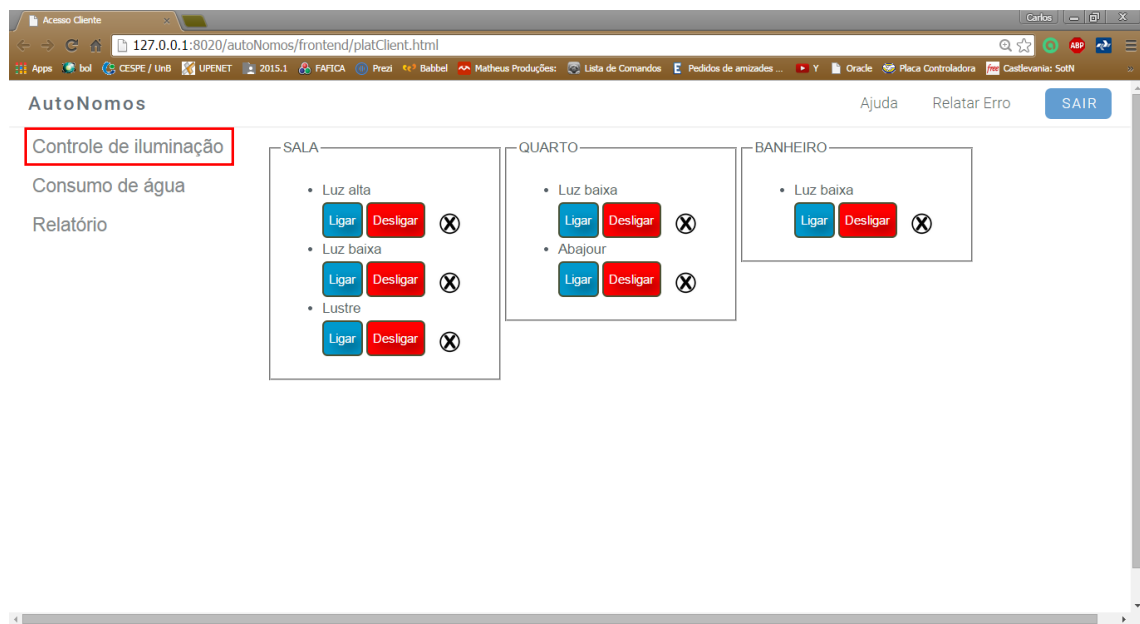 Acesso Cliente
Carlos
127.0.0.1:8020/autoNomos/frontend/platClient.html
ABP
Apps bol CESPE / UnB UPENET 2015.1 FAFICA Prezi Babbel Matheus Produções: Lista de Comandos Pedidos de amizades ... Y Oracle Placa Controladora free Castlevania: SotN »
AutoNomos
Ajuda Relatar Erro SAIR
Controle de iluminação
Consumo de água
Relatório
SALA
• Luz alta
Ligar Desligar X
• Luz baixa
Ligar Desligar X
• Lustre
Ligar Desligar X
QUARTO
• Luz baixa
Ligar Desligar X
• Abajour
Ligar Desligar X
BANHEIRO
• Luz baixa
Ligar Desligar X